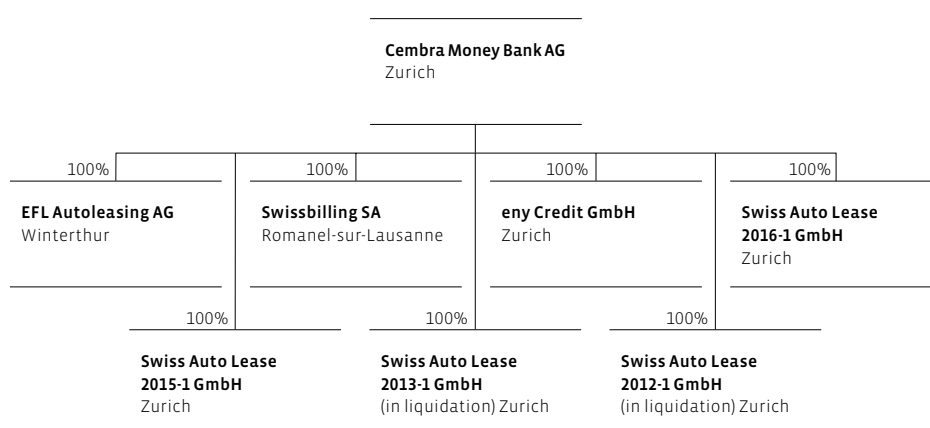 Cembra Money Bank AG
Zurich
100%
100%
100%
100%
EFL Autoleasing AG
Winterthur
Swissbilling SA
Romanel-sur-Lausanne
eny Credit GmbH
Zurich
Swiss Auto Lease
2016-1 GmbH
Zurich
100%
100%
100%
Swiss Auto Lease
2015-1 GmbH
Zurich
Swiss Auto Lease
2013-1 GmbH
(in liquidation) Zurich
Swiss Auto Lease
2012-1 GmbH
(in liquidation) Zurich